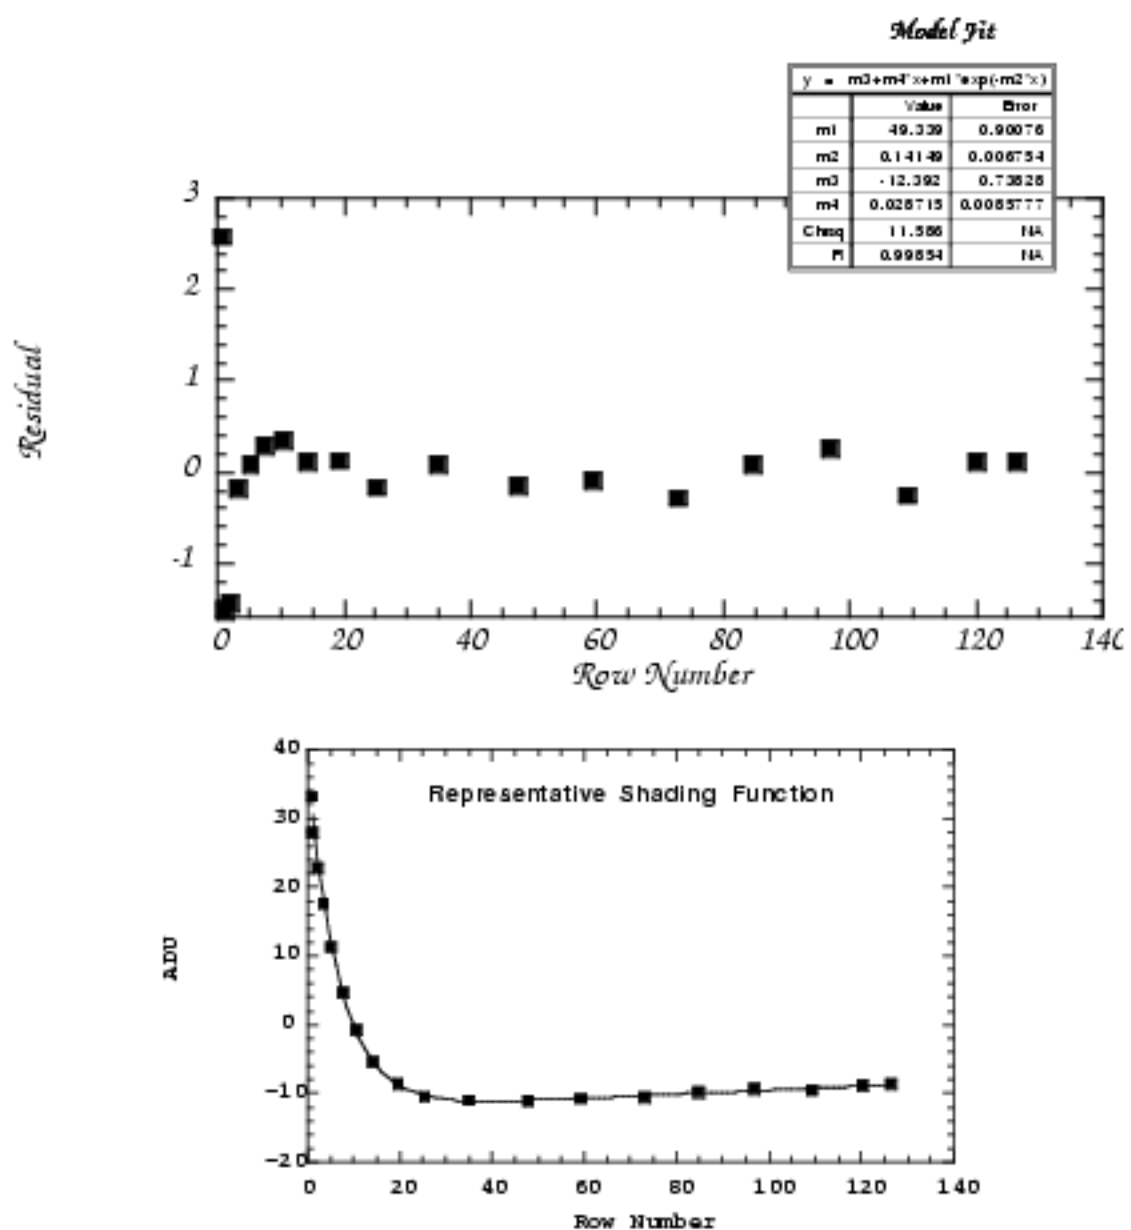 Model Fit
y = m3+m4*x+m1*exp(-m2*x)
Value Error
m1 49.339 0.90076
m2 0.14149 0.006754
m3 -12.392 0.73828
m4 0.028715 0.0085777
Chisq 11.586 NA
R 0.99854 NA
3
2
1
0
-1
Residual
0 20 40 60 80 100 120 140
Row Number
Representative Shading Function
40
30
20
10
0
-10
-20
ADU
0 20 40 60 80 100 120 140
Row Number